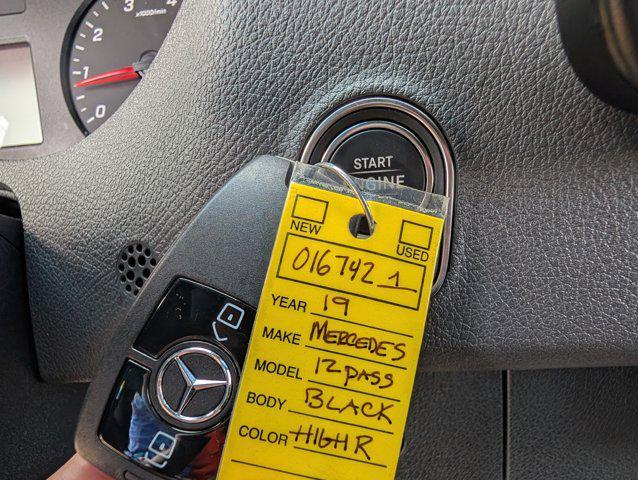 4
3
x1000/min
2
1
0
START
ENGINE
NEW
USED
016742 1
YEAR 19
MAKE MERCEDES
MODEL 12 PASS
BODY BLACK
COLOR HIGH R